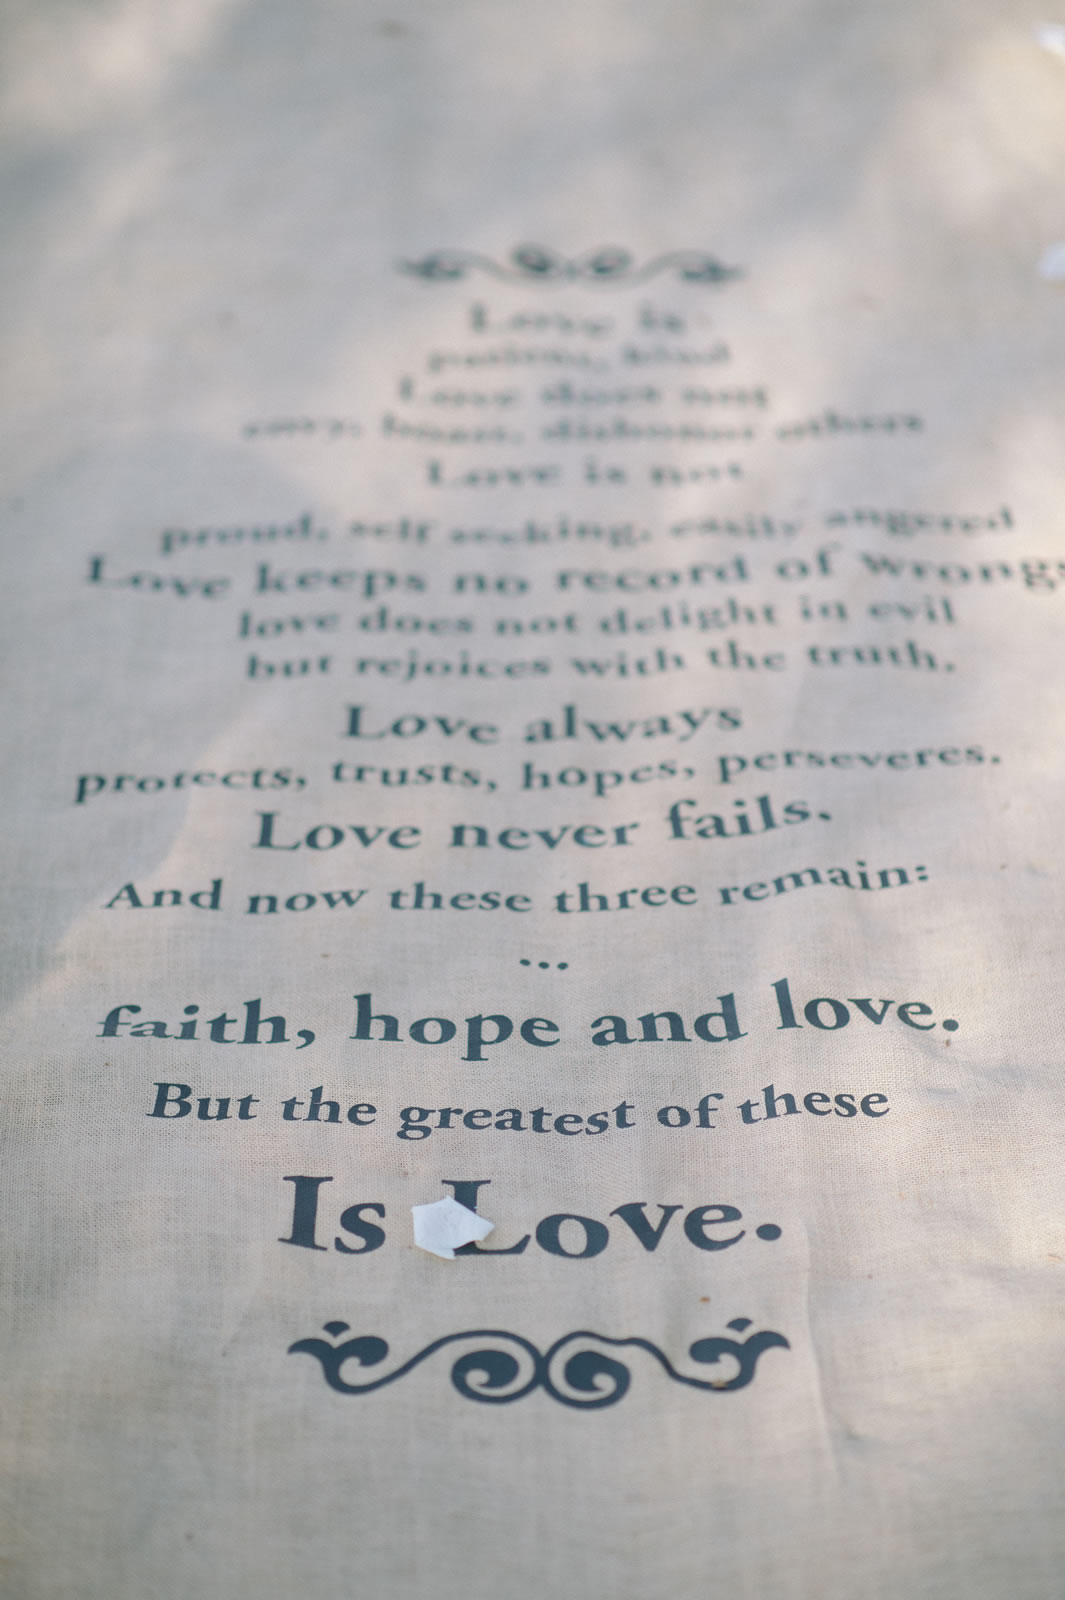 Love is
patient, kind
Love does not
envy, boast, dishonor others
Love is not
proud, self seeking, easily angered
Love keeps no record of wrongs
love does not delight in evil
but rejoices with the truth.
Love always
protects, trusts, hopes, perseveres.
Love never fails.
And now these three remain:
...
faith, hope and love.
But the greatest of these
Is Love.